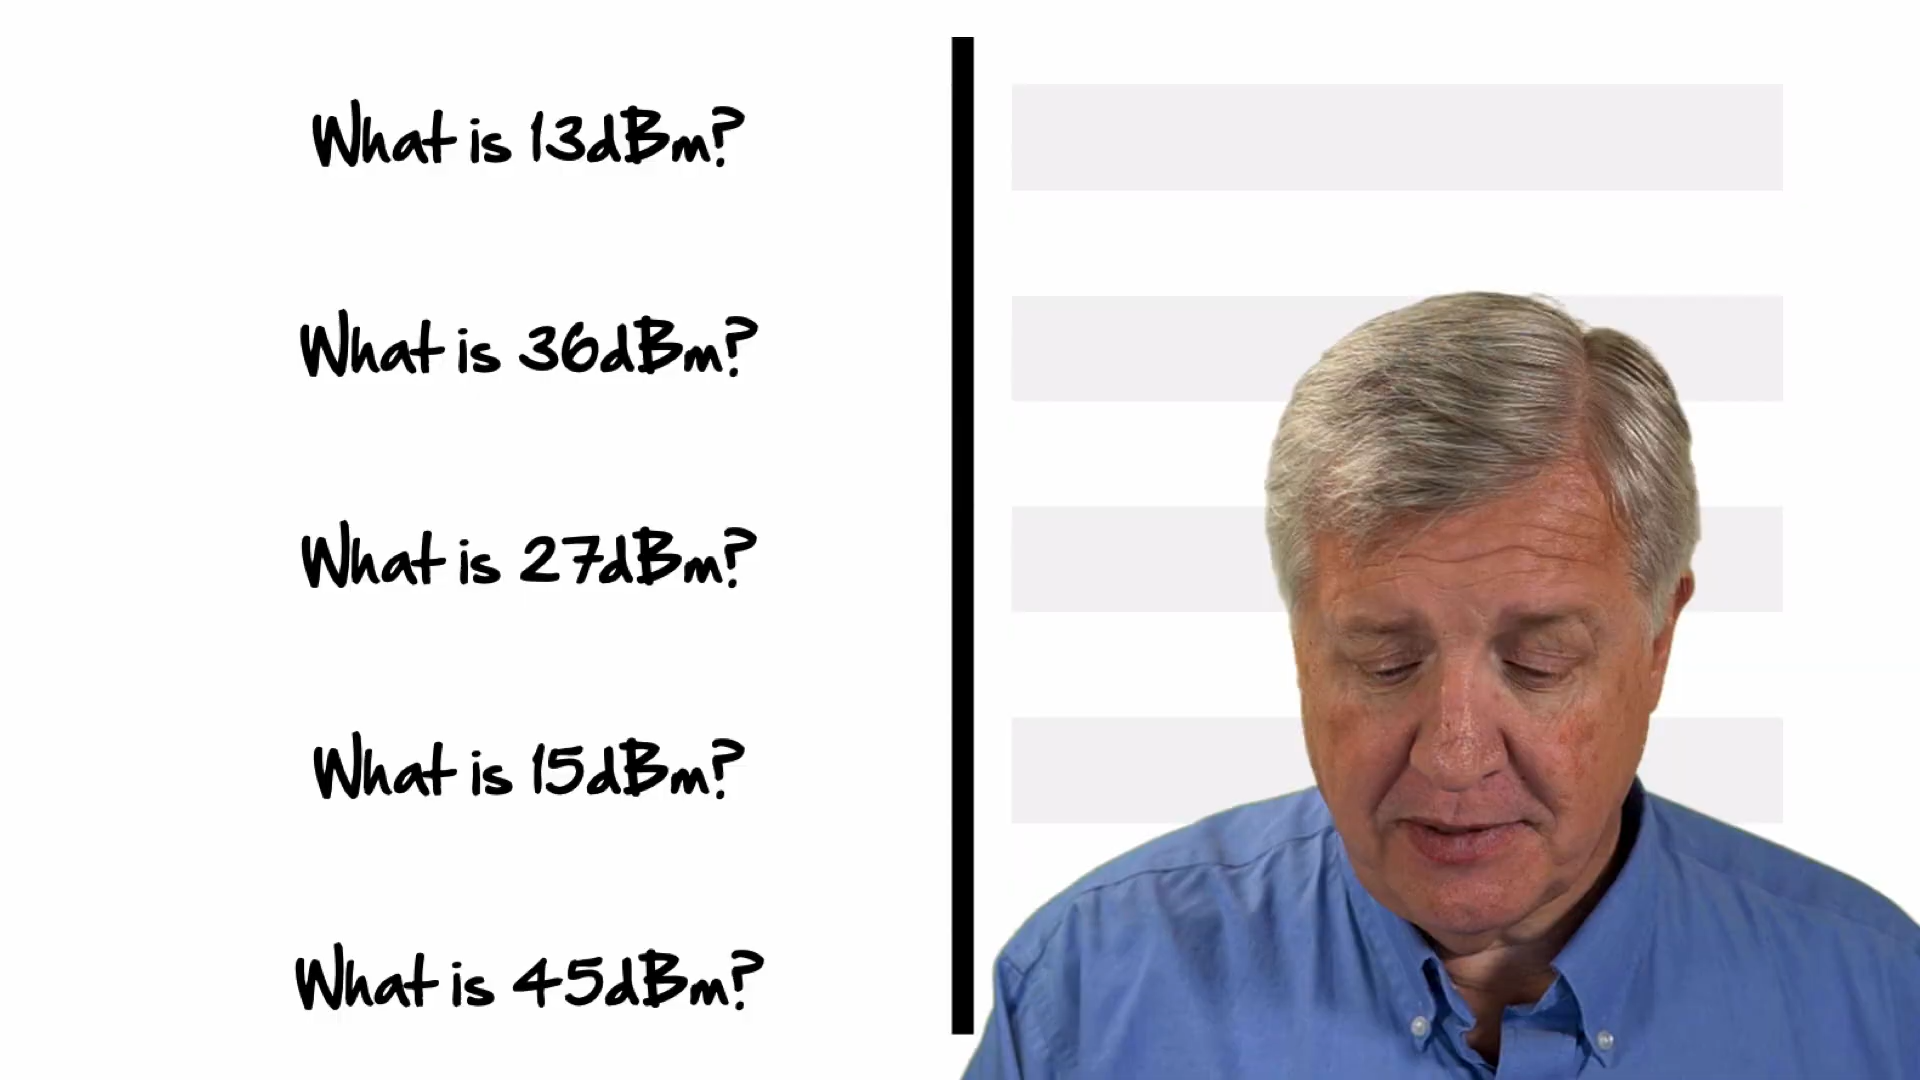 What is 13dBm?
What is 36dBm?
What is 27dBm?
What is 15dBm?
What is 45dBm?